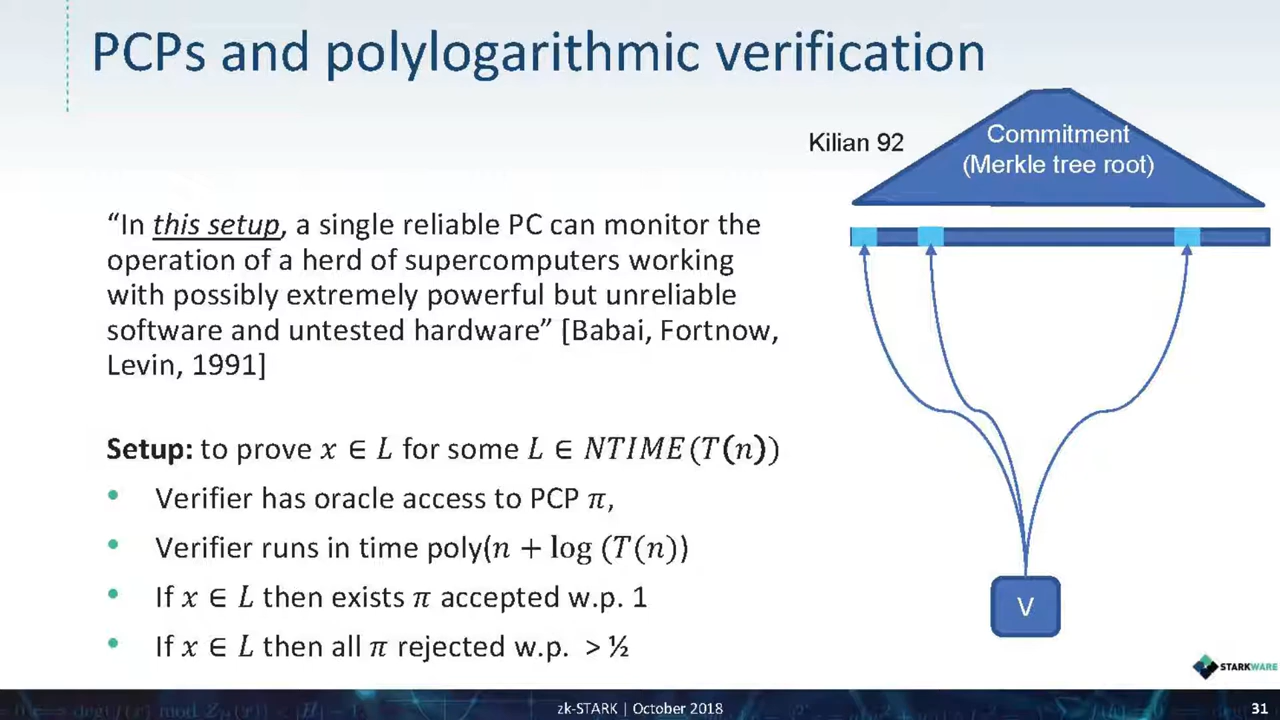 PCPs and polylogarithmic verification
Kilian 92
Commitment
(Merkle tree root)
“In this setup, a single reliable PC can monitor the
operation of a herd of supercomputers working
with possibly extremely powerful but unreliable
software and untested hardware” [Babai, Fortnow,
Levin, 1991]
Setup: to prove 𝑥 ∈ 𝐿 for some 𝐿 ∈ 𝑁𝑇𝐼𝑀𝐸(𝑇(𝑛))
• Verifier has oracle access to PCP 𝜋,
• Verifier runs in time poly(𝑛 + log (𝑇(𝑛))
• If 𝑥 ∈ 𝐿 then exists 𝜋 accepted w.p. 1
• If 𝑥 ∈ 𝐿 then all 𝜋 rejected w.p. > ½
V
STARKWARE
zk-STARK | October 2018
31